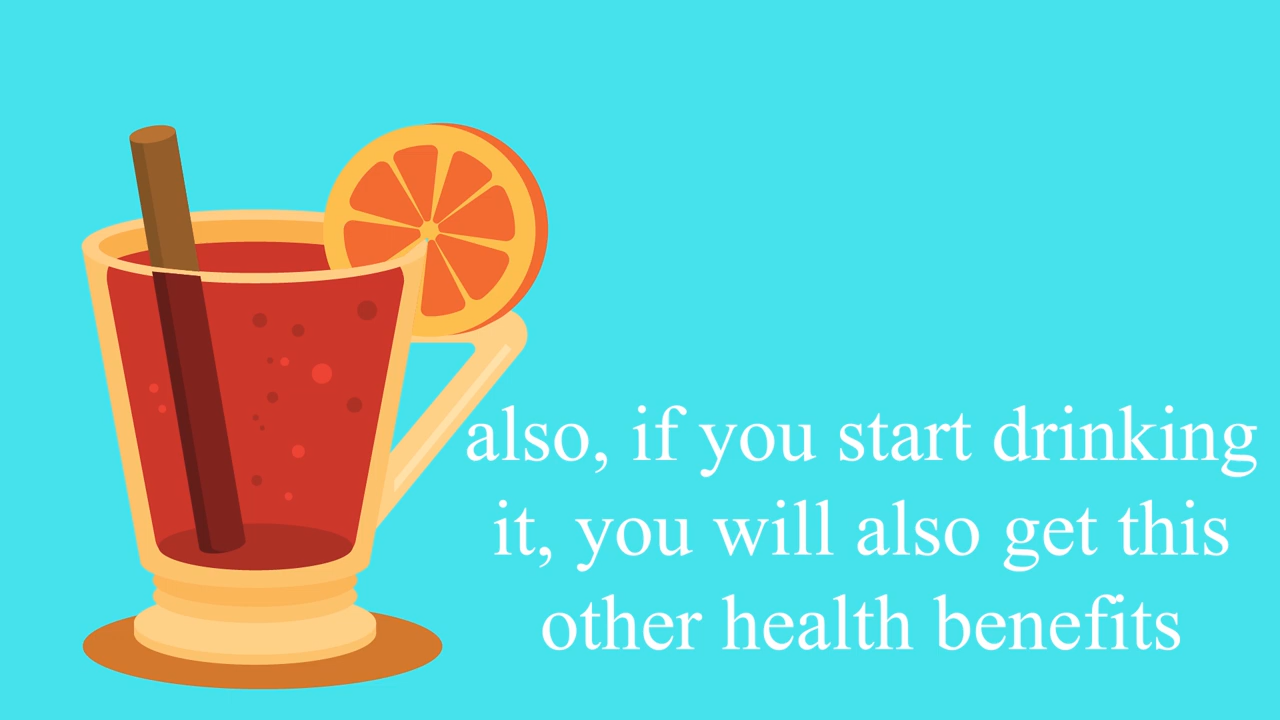 also, if you start drinking
it, you will also get this
other health benefits